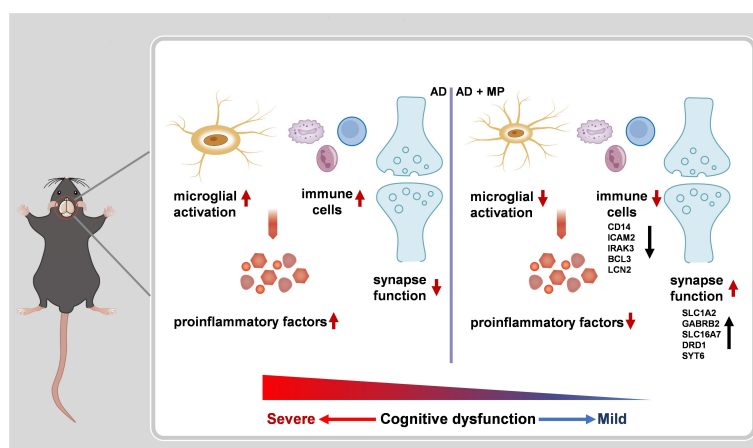 AD
AD + MP
microglial
activation
immune
cells
synapse
function
proinflammatory factors
microglial
activation
immune
cells
CD14
ICAM2
IRAK3
BCL3
LCN2
synapse
function
SLC1A2
GABRB2
SLC16A7
DRD1
SYT6
proinflammatory factors
Severe
Cognitive dysfunction
Mild